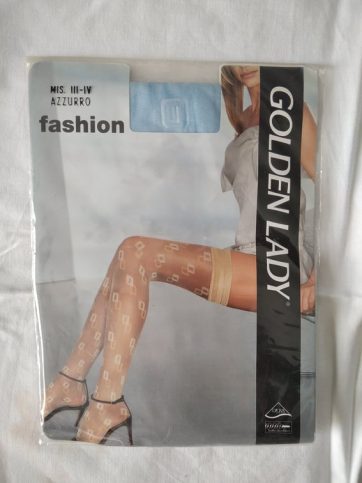 MIS. III-IV
AZZURRO
fashion
GOLDEN LADY®